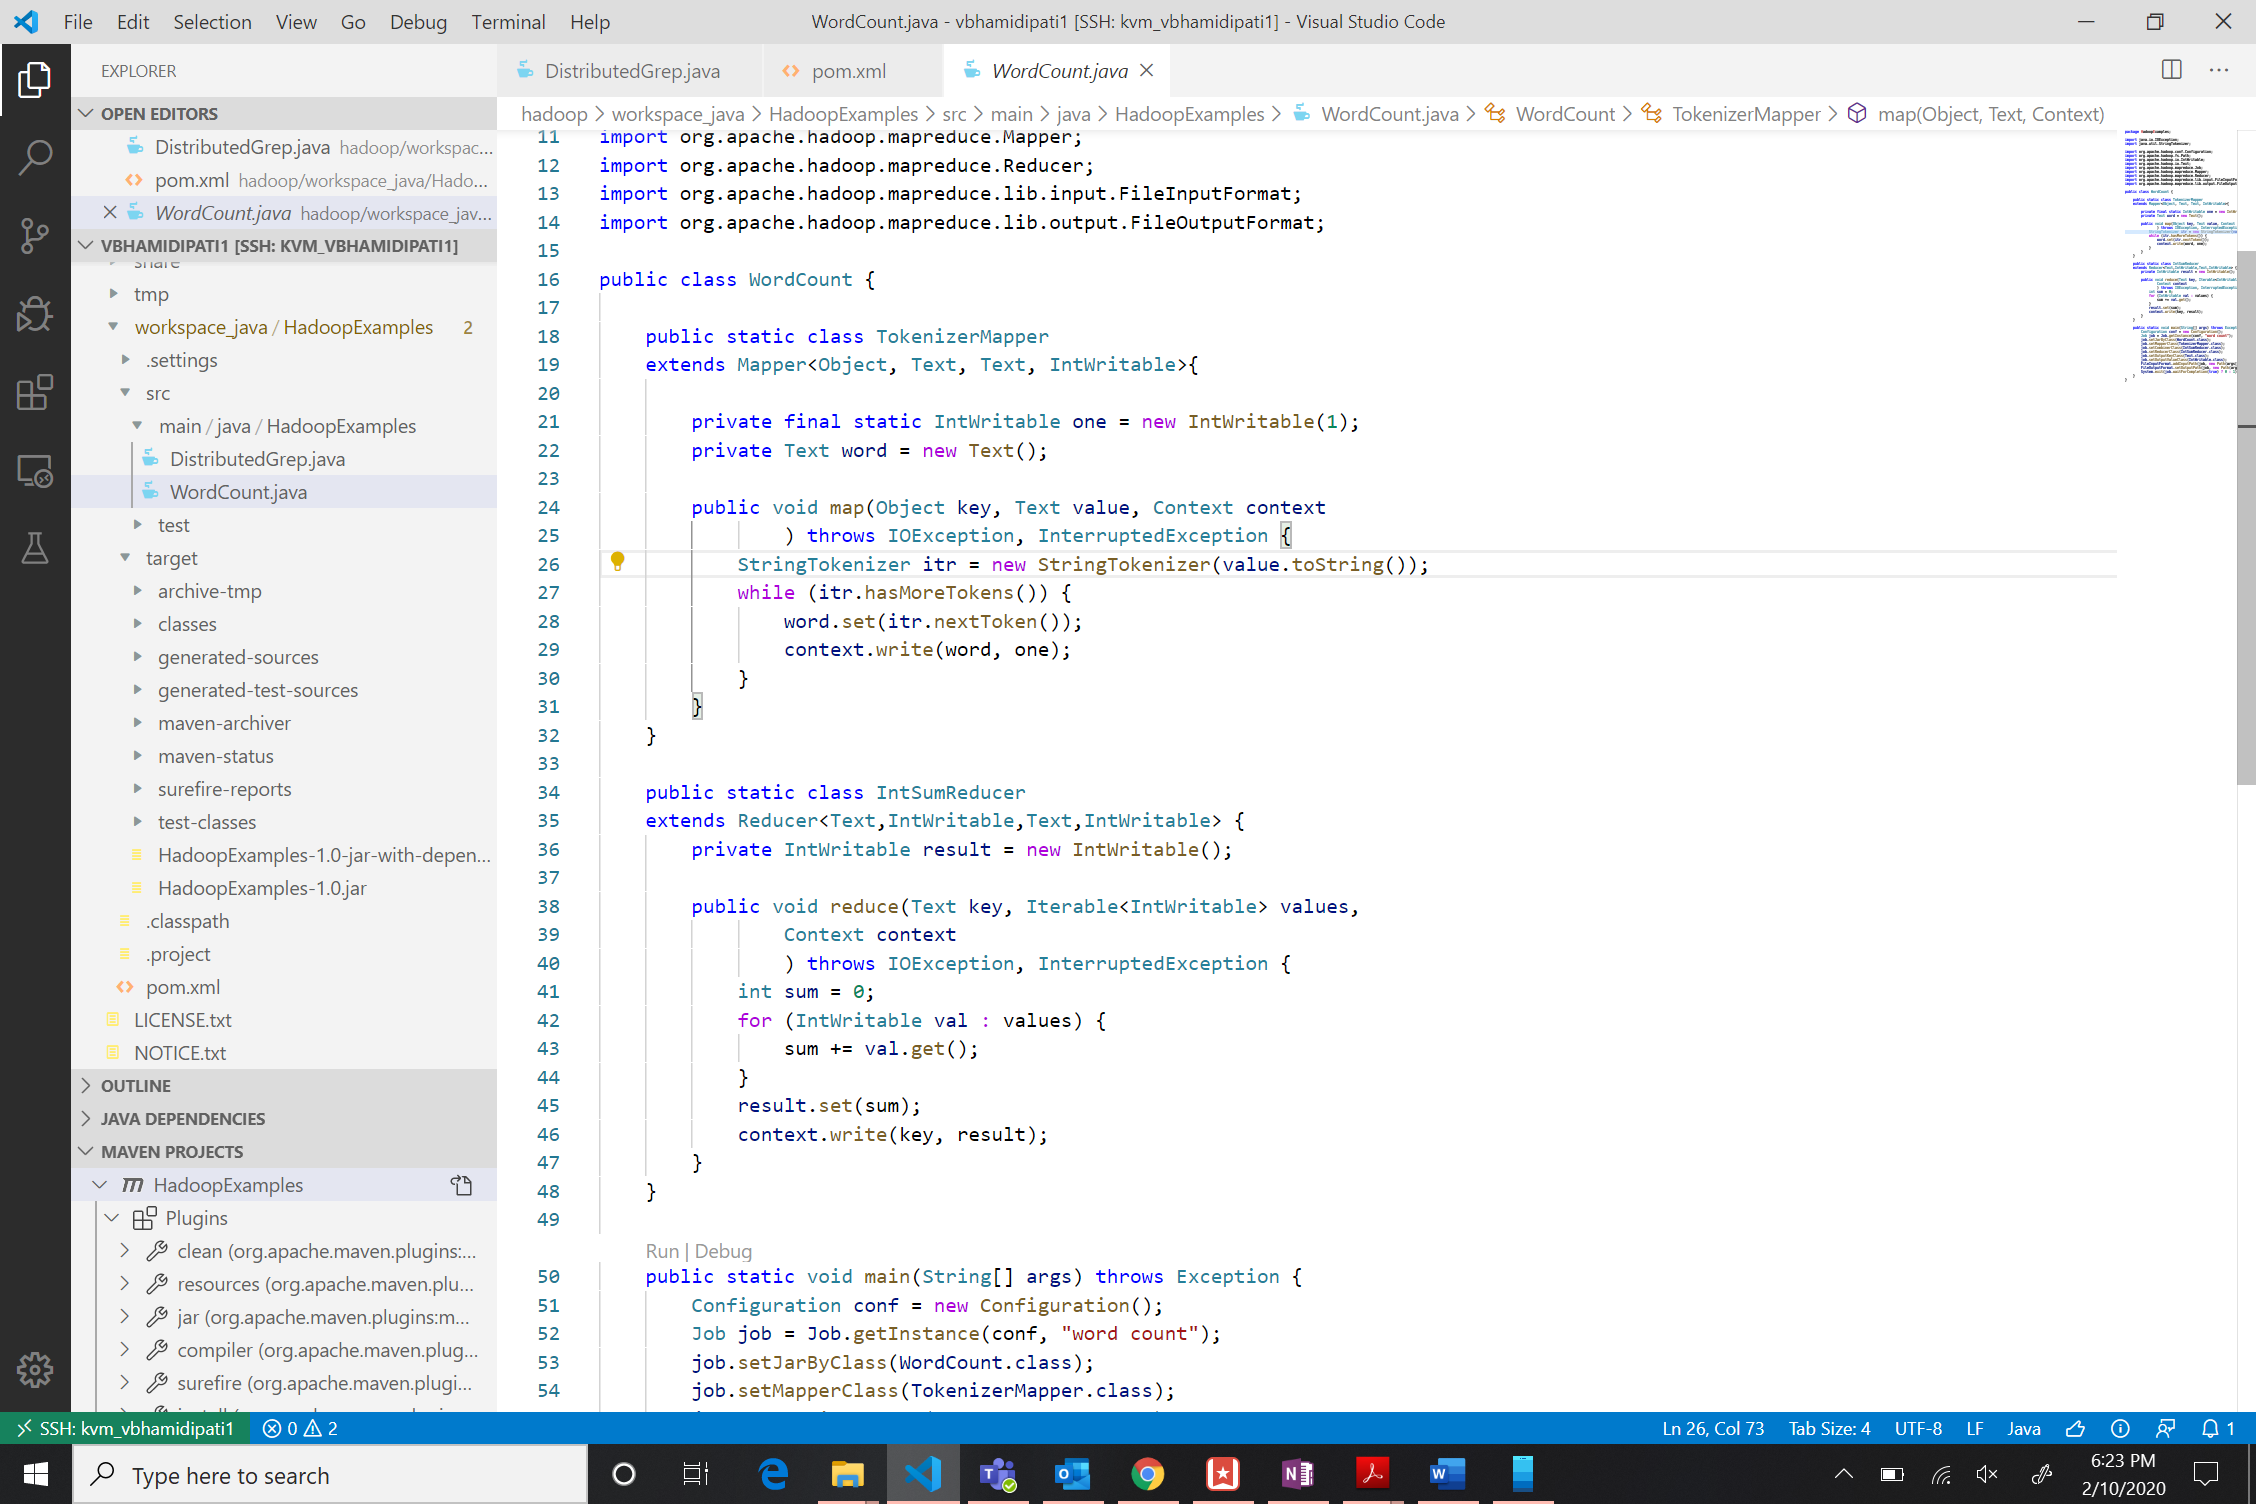 File Edit Selection View Go Debug Terminal Help
WordCount.java - vbhamidipati1 [SSH: kvm_vbhamidipati1] - Visual Studio Code
EXPLORER
OPEN EDITORS
DistributedGrep.java hadoop/workspac...
pom.xml hadoop/workspace_java/Hado...
WordCount.java hadoop/workspace_jav...
VBHAMIDIPATI1 [SSH: KVM_VBHAMIDIPATI1]
share
tmp
workspace_java / HadoopExamples 2
.settings
src
main / java / HadoopExamples
DistributedGrep.java
WordCount.java
test
target
archive-tmp
classes
generated-sources
generated-test-sources
maven-archiver
maven-status
surefire-reports
test-classes
HadoopExamples-1.0-jar-with-depen...
HadoopExamples-1.0.jar
.classpath
.project
pom.xml
LICENSE.txt
NOTICE.txt
OUTLINE
JAVA DEPENDENCIES
MAVEN PROJECTS
HadoopExamples
Plugins
clean (org.apache.maven.plugins:...
resources (org.apache.maven.plu...
jar (org.apache.maven.plugins:m...
compiler (org.apache.maven.plug...
surefire (org.apache.maven.plugi...
DistributedGrep.java pom.xml WordCount.java
hadoop > workspace_java > HadoopExamples > src > main > java > HadoopExamples > WordCount.java > WordCount > TokenizerMapper > map(Object, Text, Context)
11 import org.apache.hadoop.mapreduce.Mapper;
12 import org.apache.hadoop.mapreduce.Reducer;
13 import org.apache.hadoop.mapreduce.lib.input.FileInputFormat;
14 import org.apache.hadoop.mapreduce.lib.output.FileOutputFormat;
15
16 public class WordCount {
17
18 public static class TokenizerMapper
19 extends Mapper<Object, Text, Text, IntWritable>{
20
21 private final static IntWritable one = new IntWritable(1);
22 private Text word = new Text();
23
24 public void map(Object key, Text value, Context context
25 ) throws IOException, InterruptedException {
26 StringTokenizer itr = new StringTokenizer(value.toString());
27 while (itr.hasMoreTokens()) {
28 word.set(itr.nextToken());
29 context.write(word, one);
30 }
31 }
32 }
33
34 public static class IntSumReducer
35 extends Reducer<Text,IntWritable,Text,IntWritable> {
36 private IntWritable result = new IntWritable();
37
38 public void reduce(Text key, Iterable<IntWritable> values,
39 Context context
40 ) throws IOException, InterruptedException {
41 int sum = 0;
42 for (IntWritable val : values) {
43 sum += val.get();
44 }
45 result.set(sum);
46 context.write(key, result);
47 }
48 }
49
Run | Debug
50 public static void main(String[] args) throws Exception {
51 Configuration conf = new Configuration();
52 Job job = Job.getInstance(conf, "word count");
53 job.setJarByClass(WordCount.class);
54 job.setMapperClass(TokenizerMapper.class);
SSH: kvm_vbhamidipati1 0 2
Ln 26, Col 73 Tab Size: 4 UTF-8 LF Java 1
Type here to search
6:23 PM
2/10/2020